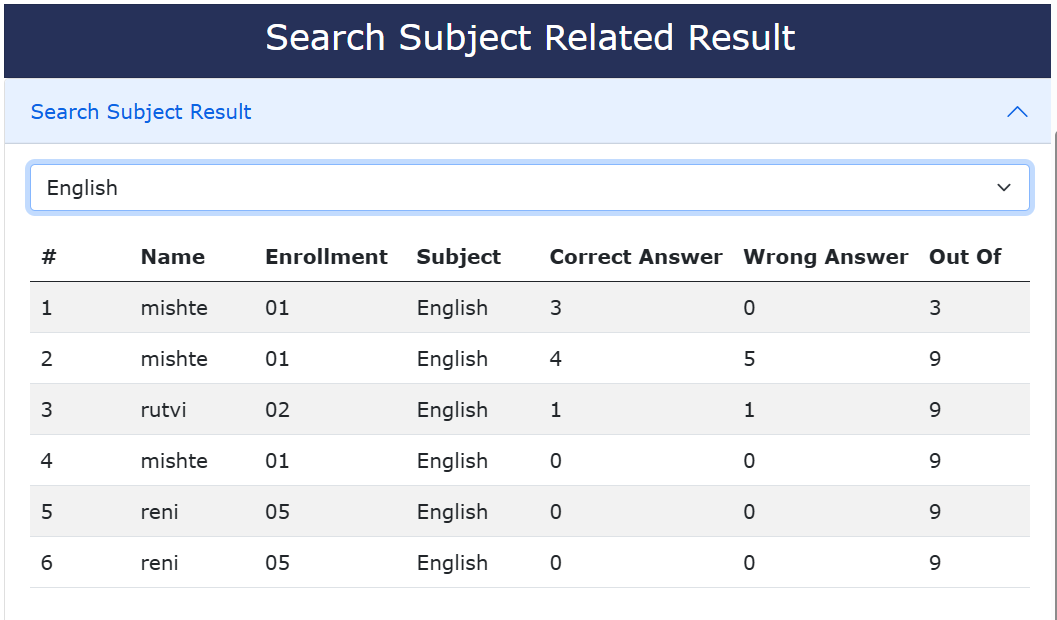 Search Subject Related Result
Search Subject Result
English
# Name Enrollment Subject Correct Answer Wrong Answer Out Of
1 mishte 01 English 3 0 3
2 mishte 01 English 4 5 9
3 rutvi 02 English 1 1 9
4 mishte 01 English 0 0 9
5 reni 05 English 0 0 9
6 reni 05 English 0 0 9